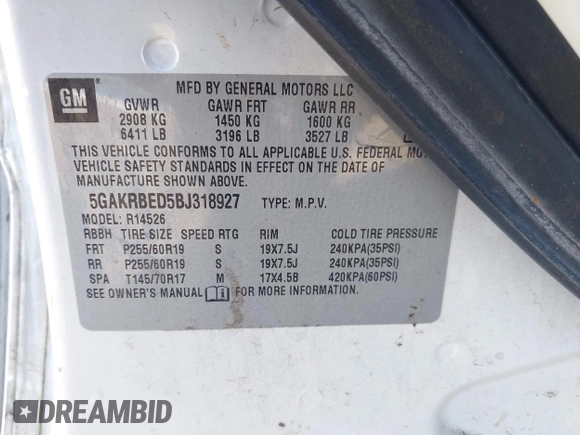 MFD BY GENERAL MOTORS LLC
GM
GVWR GAWR FRT GAWR RR
2908 KG 1450 KG 1600 KG
6411 LB 3196 LB 3527 LB
THIS VEHICLE CONFORMS TO ALL APPLICABLE U.S. FEDERAL MO
VEHICLE SAFETY STANDARDS IN EFFECT ON THE DATE OF
MANUFACTURE SHOWN ABOVE.
5GAKRBED5BJ318927 TYPE: M.P.V.
MODEL: R14526
RBBH TIRE SIZE SPEED RTG RIM COLD TIRE PRESSURE
FRT P255/60R19 S 19X7.5J 240KPA(35PSI)
RR P255/60R19 S 19X7.5J 240KPA(35PSI)
SPA T145/70R17 M 17X4.5B 420KPA(60PSI)
SEE OWNER'S MANUAL FOR MORE INFORMATION.
DREAMBID